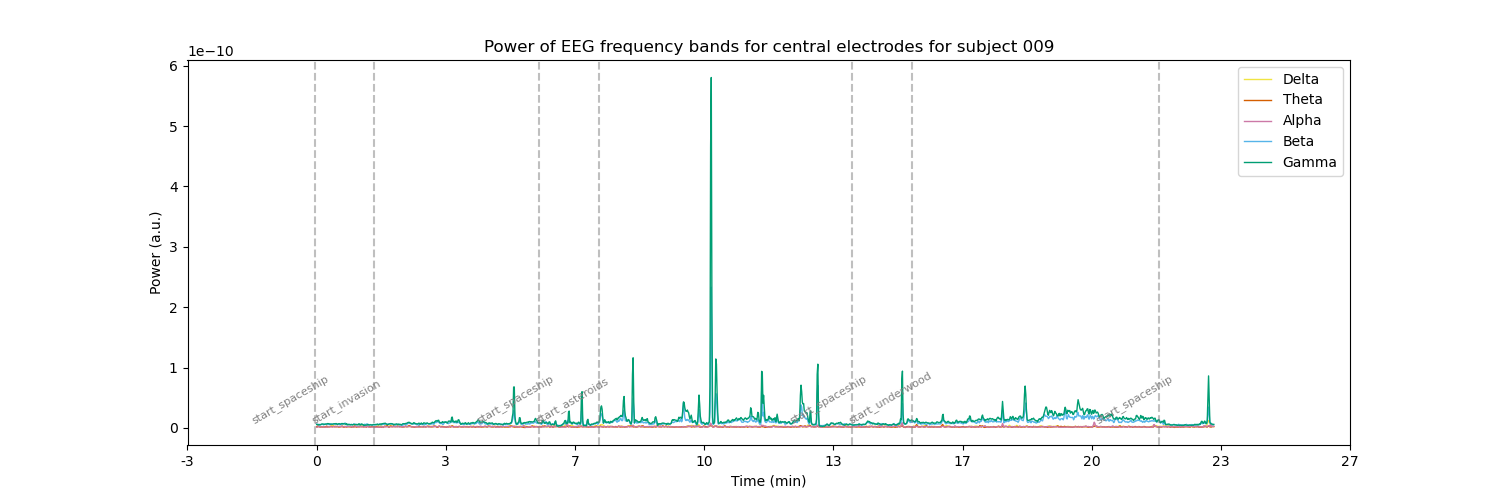 Power of EEG frequency bands for central electrodes for subject 009
1e−10
6
5
4
3
2
1
0
Power (a.u.)
Delta
Theta
Alpha
Beta
Gamma
start_spaceship
start_invasion
start_spaceship
start_asteroids
start_spaceship
start_underwood
start_spaceship
-3 0 3 7 10 13 17 20 23 27
Time (min)